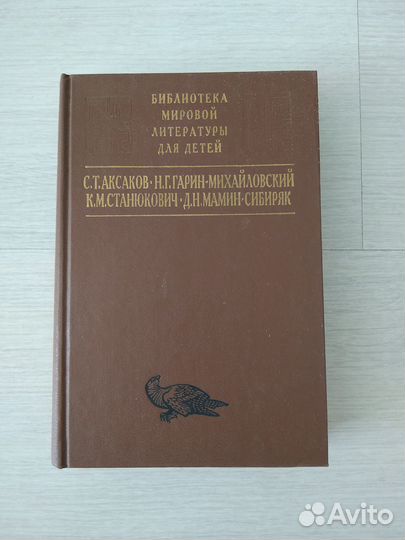 БИБЛИОТЕКА
МИРОВОЙ
ЛИТЕРАТУРЫ
ДЛЯ ДЕТЕЙ
С.Т.АКСАКОВ·Н.Г.ГАРИН-МИХАЙЛОВСКИЙ
К.М.СТАНЮКОВИЧ·Д.Н.МАМИН-СИБИРЯК
Avito